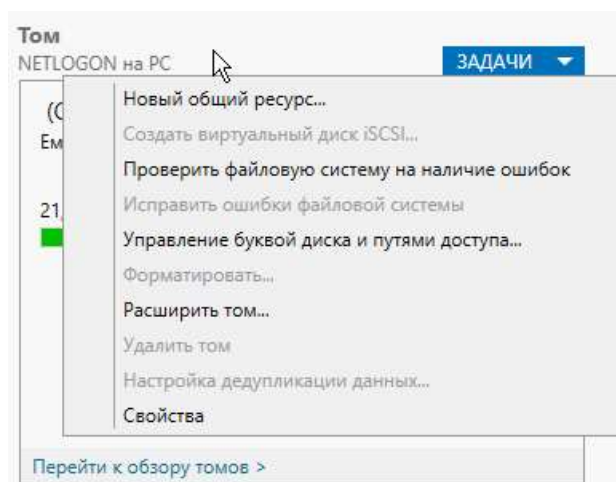 Том
NETLOGON на PC
ЗАДАЧИ
(C
Ем
21,
Новый общий ресурс...
Создать виртуальный диск iSCSI...
Проверить файловую систему на наличие ошибок
Исправить ошибки файловой системы
Управление буквой диска и путями доступа...
Форматировать...
Расширить том...
Удалить том
Настройка дедупликации данных...
Свойства
Перейти к обзору томов >